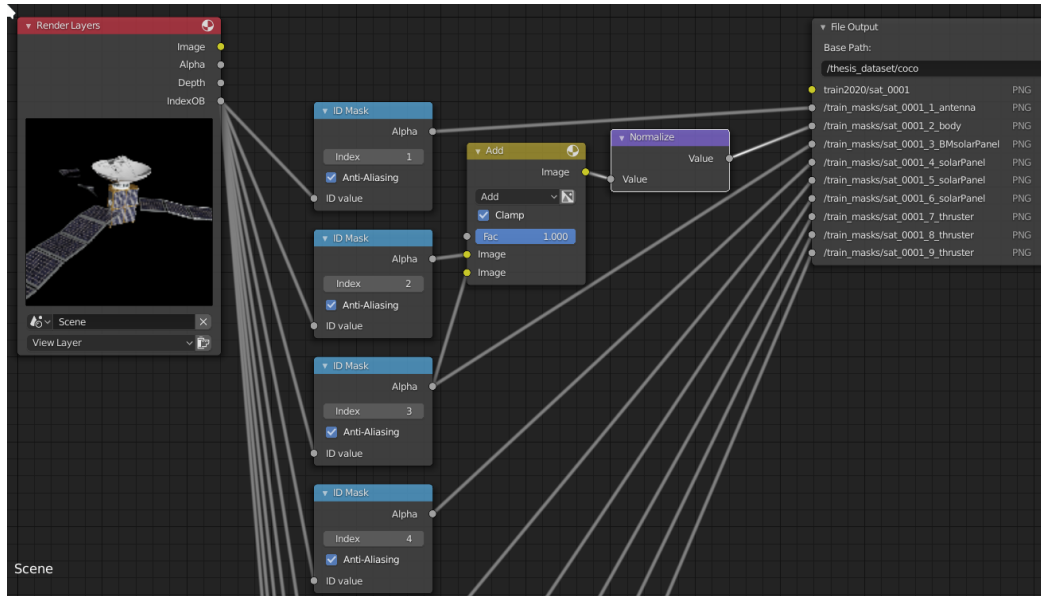 Render Layers
Image
Alpha
Depth
IndexOB
Scene
View Layer
ID Mask
Alpha
Index 1
Anti-Aliasing
ID value
ID Mask
Alpha
Index 2
Anti-Aliasing
ID value
ID Mask
Alpha
Index 3
Anti-Aliasing
ID value
ID Mask
Alpha
Index 4
Anti-Aliasing
ID value
Add
Image
Add
Clamp
Fac 1.000
Image
Image
Normalize
Value
Value
File Output
Base Path:
/thesis_dataset/coco
train2020/sat_0001 PNG
/train_masks/sat_0001_1_antenna PNG
/train_masks/sat_0001_2_body PNG
/train_masks/sat_0001_3_BMsolarPanel PNG
/train_masks/sat_0001_4_solarPanel PNG
/train_masks/sat_0001_5_solarPanel PNG
/train_masks/sat_0001_6_solarPanel PNG
/train_masks/sat_0001_7_thruster PNG
/train_masks/sat_0001_8_thruster PNG
/train_masks/sat_0001_9_thruster PNG
Scene